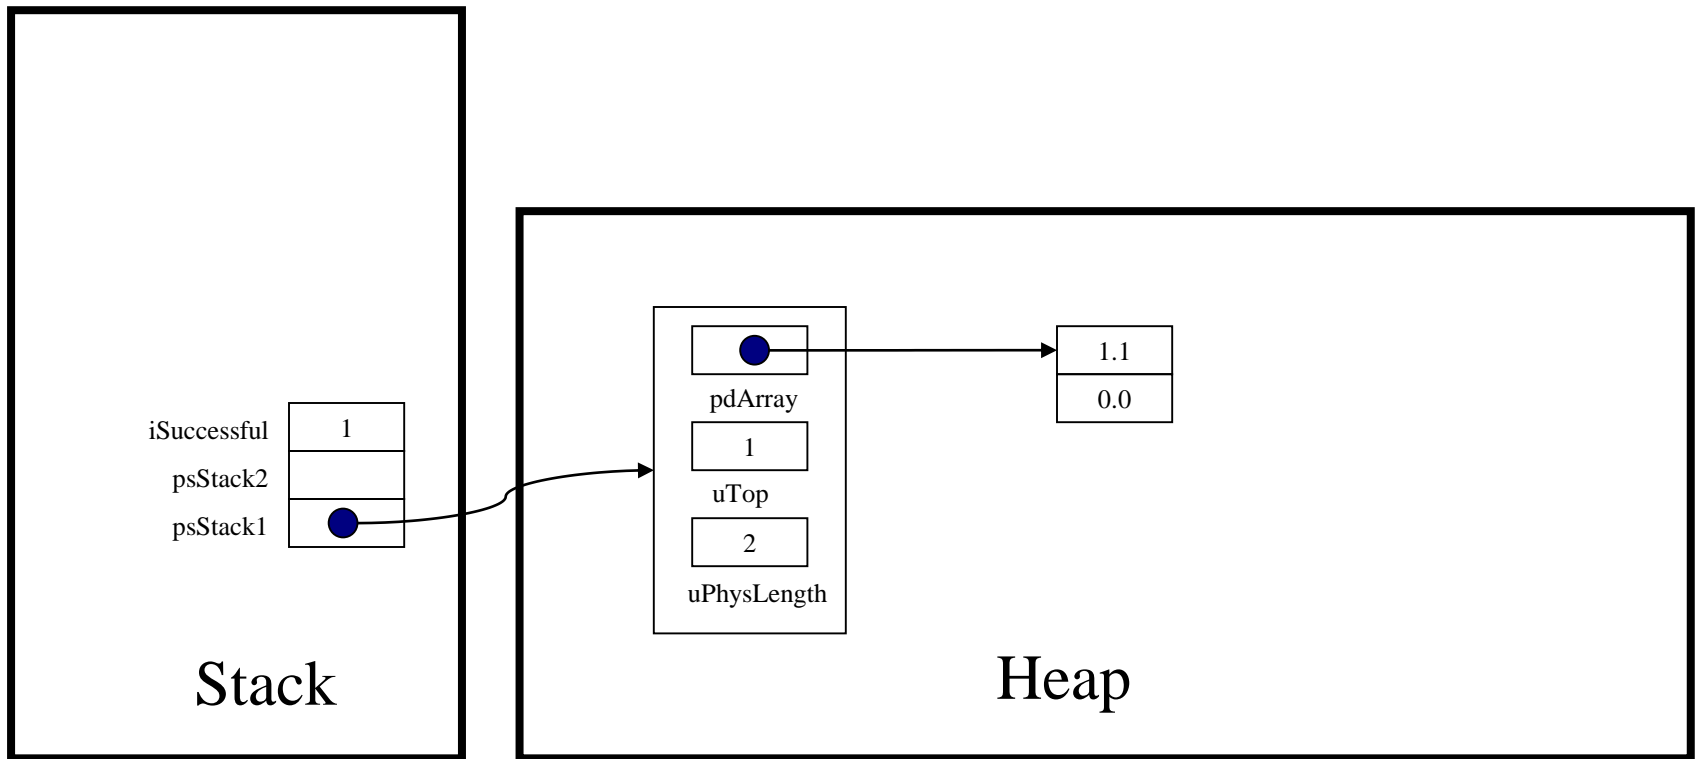 iSuccessful 1
psStack2
psStack1
Stack
pdArray
1
uTop
2
uPhysLength
1.1
0.0
Heap